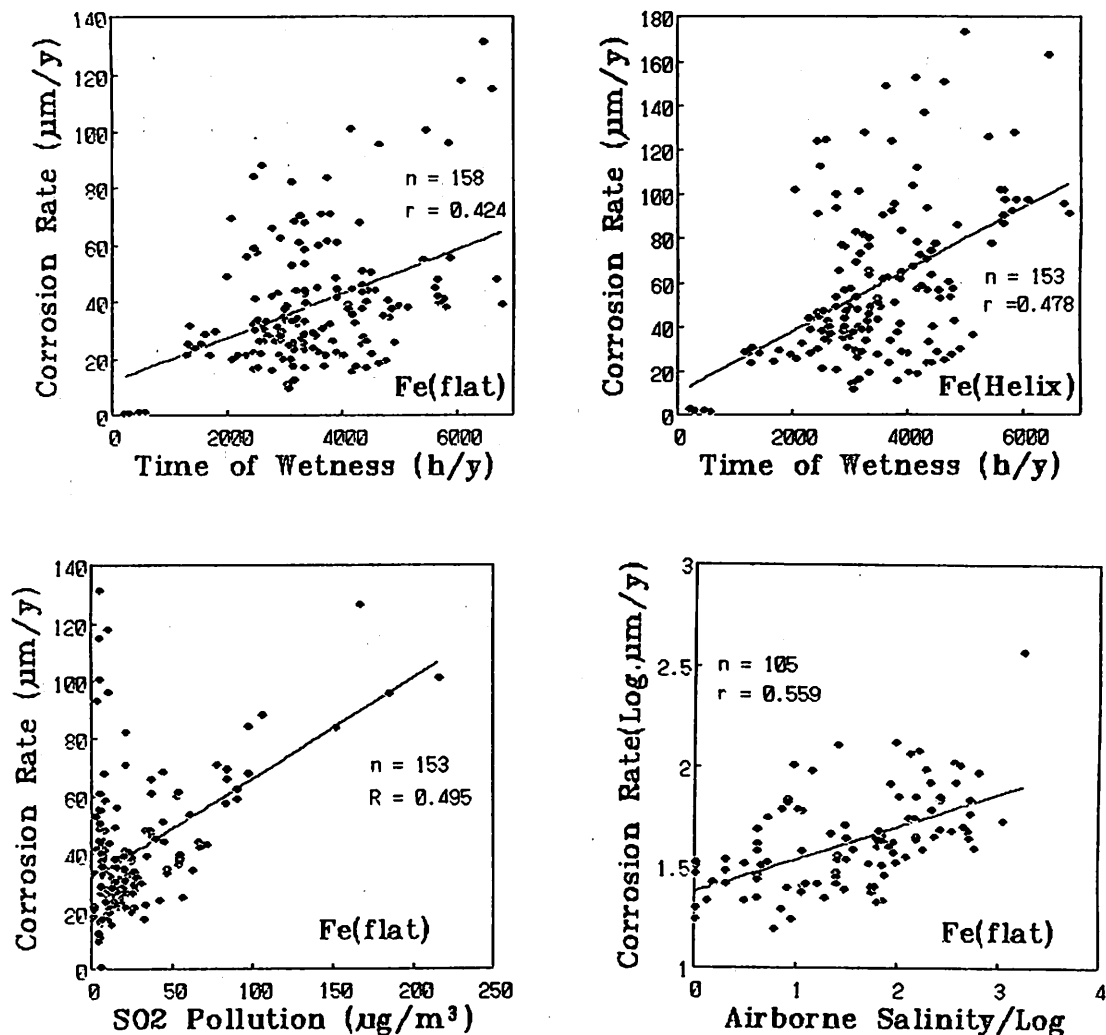 140
120
100
80
60
40
20
0
Corrosion Rate (µm/y)
n = 158
r = 0.424
Fe(flat)
0 2000 4000 6000
Time of Wetness (h/y)
180
160
140
120
100
80
60
40
20
0
Corrosion Rate (µm/y)
n = 153
r =0.478
Fe(Helix)
0 2000 4000 6000
Time of Wetness (h/y)
140
120
100
80
60
40
20
0
Corrosion Rate (µm/y)
n = 153
R = 0.495
Fe(flat)
0 50 100 150 200 250
SO2 Pollution (µg/m³)
3
2.5
2
1.5
1
Corrosion Rate(Log.µm/y)
n = 105
r = 0.559
Fe(flat)
0 1 2 3 4
Airborne Salinity/Log